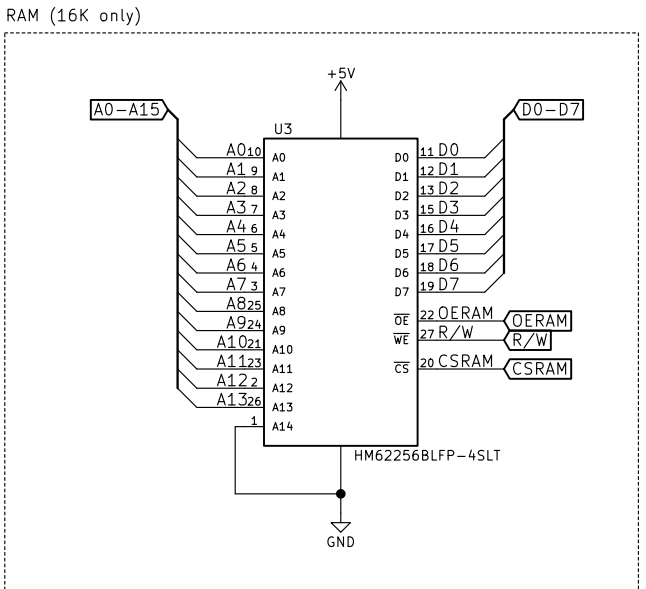 RAM (16K only)
+5V
A0-A15
D0-D7
U3
A0 10 A0 D0 11 D0
A1 9 A1 D1 12 D1
A2 8 A2 D2 13 D2
A3 7 A3 D3 15 D3
A4 6 A4 D4 16 D4
A5 5 A5 D5 17 D5
A6 4 A6 D6 18 D6
A7 3 A7 D7 19 D7
A8 25 A8 OE 22 OERAM OERAM
A9 24 A9 WE 27 R/W R/W
A10 21 A10 CS 20 CSRAM CSRAM
A11 23 A11
A12 2 A12
A13 26 A13
1 A14
HM62256BLFP-4SLT
GND